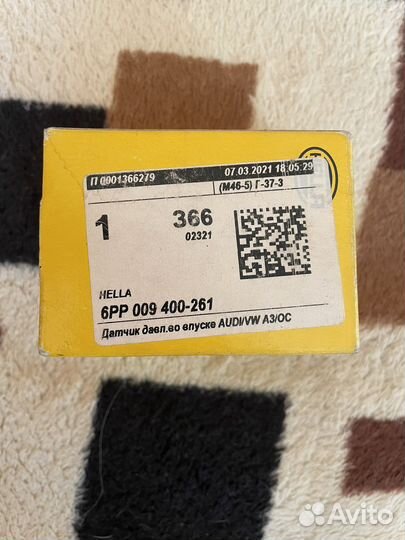 П 0901366279 07.03.2021 18:05:29
(М46-5) Г-37-3
1 366
02321
HELLA
6PP 009 400-261
Датчик давл.во впуске AUDI/VW A3/OC
Avito